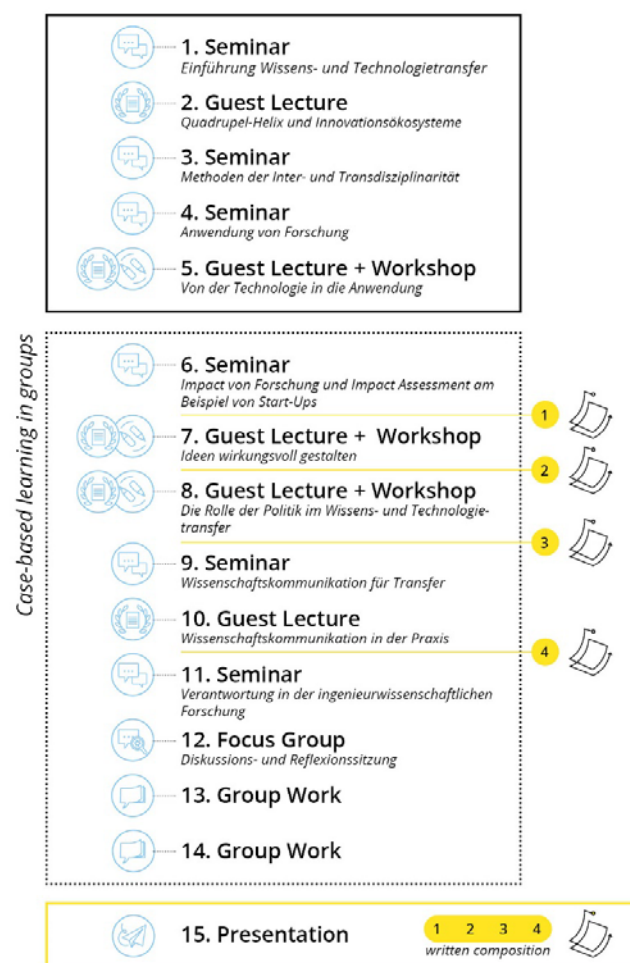 1. Seminar
Einführung Wissens- und Technologietransfer
2. Guest Lecture
Quadrupel-Helix und Innovationsökosysteme
3. Seminar
Methoden der Inter- und Transdisziplinarität
4. Seminar
Anwendung von Forschung
5. Guest Lecture + Workshop
Von der Technologie in die Anwendung
Case-based learning in groups
6. Seminar
Impact von Forschung und Impact Assessment am
Beispiel von Start-Ups
1
7. Guest Lecture + Workshop
Ideen wirkungsvoll gestalten
2
8. Guest Lecture + Workshop
Die Rolle der Politik im Wissens- und Technologie-
transfer
3
9. Seminar
Wissenschaftskommunikation für Transfer
10. Guest Lecture
Wissenschaftskommunikation in der Praxis
4
11. Seminar
Verantwortung in der ingenieurwissenschaftlichen
Forschung
12. Focus Group
Diskussions- und Reflexionssitzung
13. Group Work
14. Group Work
15. Presentation
1 2 3 4
written composition